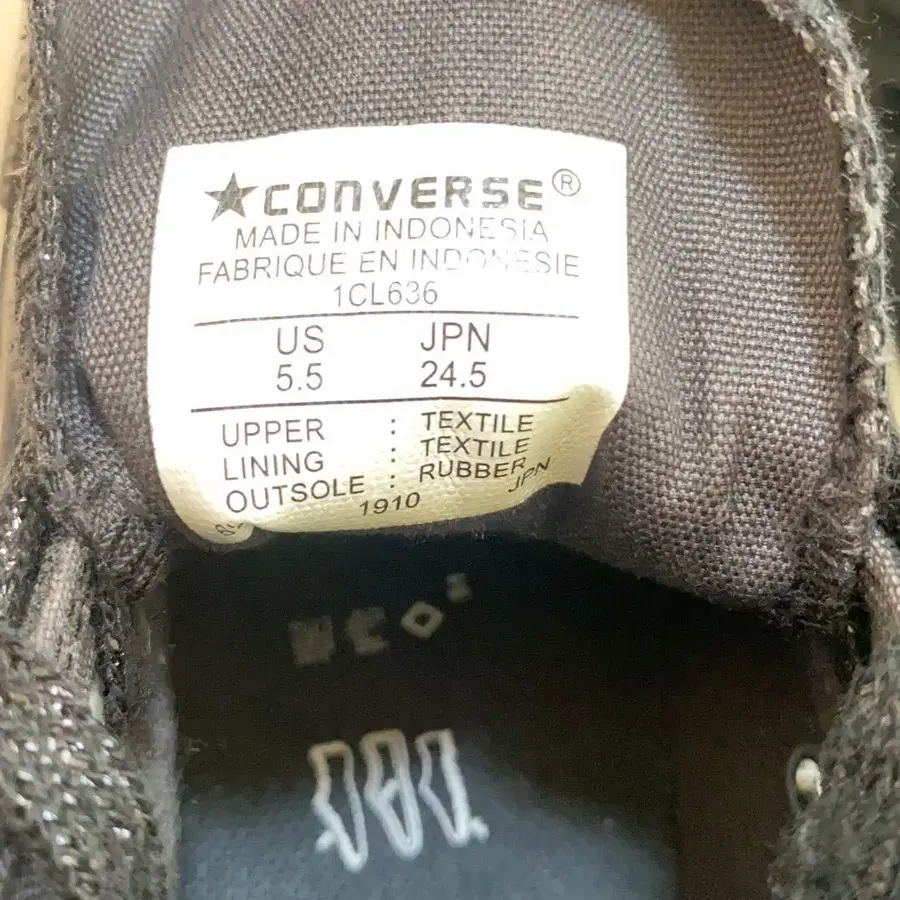 ★CONVERSE®
MADE IN INDONESIA
FABRIQUE EN INDONESIE
1CL636
US JPN
5.5 24.5
UPPER : TEXTILE
LINING : TEXTILE
OUTSOLE : RUBBER
1910 JPN